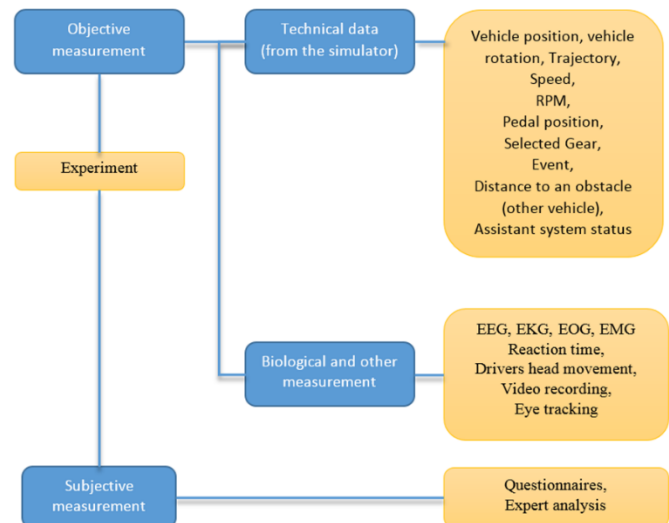 Objective
measurement
Technical data
(from the simulator)
Vehicle position, vehicle
rotation, Trajectory,
Speed,
RPM,
Pedal position,
Selected Gear,
Event,
Distance to an obstacle
(other vehicle),
Assistant system status
Experiment
Biological and other
measurement
EEG, EKG, EOG, EMG
Reaction time,
Drivers head movement,
Video recording,
Eye tracking
Subjective
measurement
Questionnaires,
Expert analysis